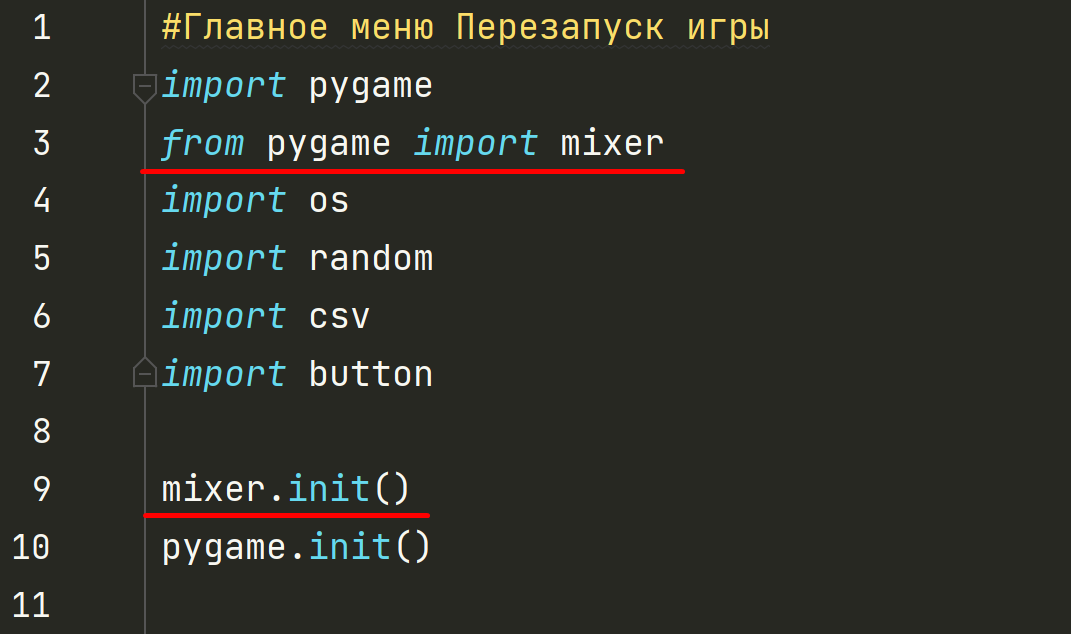 1 #Главное меню Перезапуск игры
2 import pygame
3 from pygame import mixer
4 import os
5 import random
6 import csv
7 import button
8
9 mixer.init()
10 pygame.init()
11